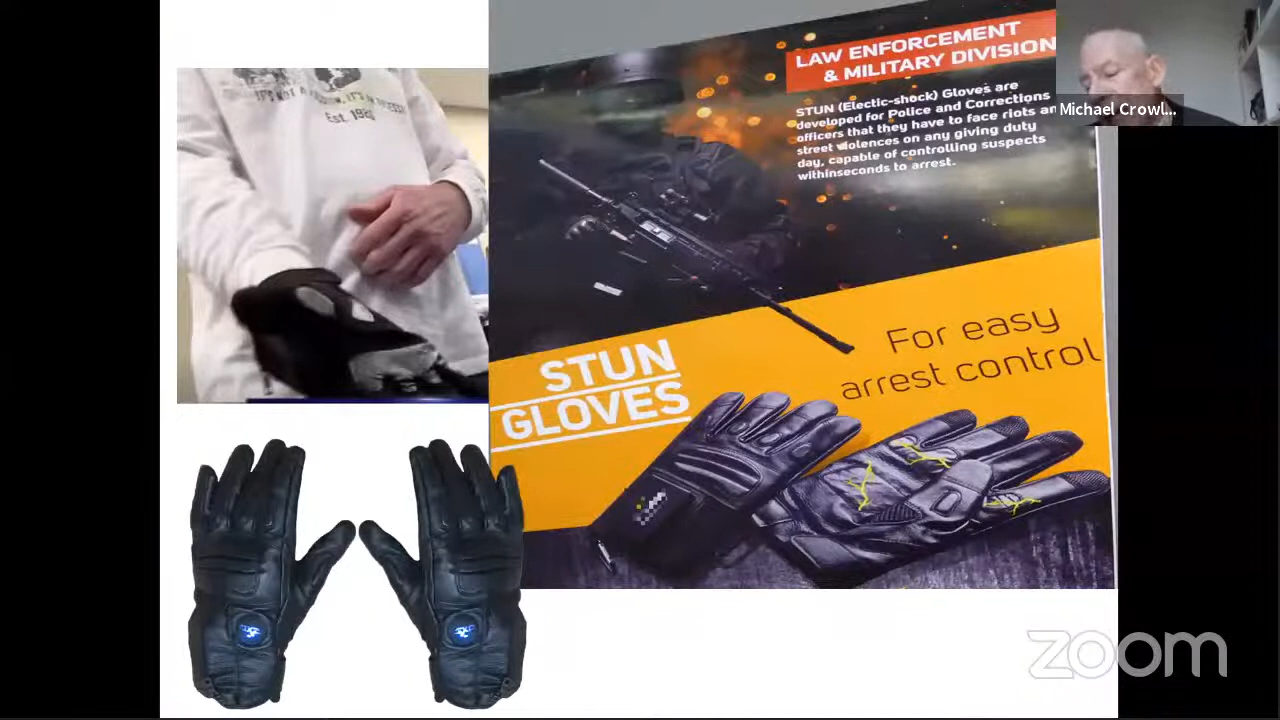 LAW ENFORCEMENT
& MILITARY DIVISION
STUN (Electic-shock) Gloves are
developed for Police and Corrections
officers that they have to face riots an
street violences on any giving duty
day, capable of controlling suspects
withinseconds to arrest.
Michael Crowl...
Est.
For easy
arrest control
STUN
GLOVES
zoom